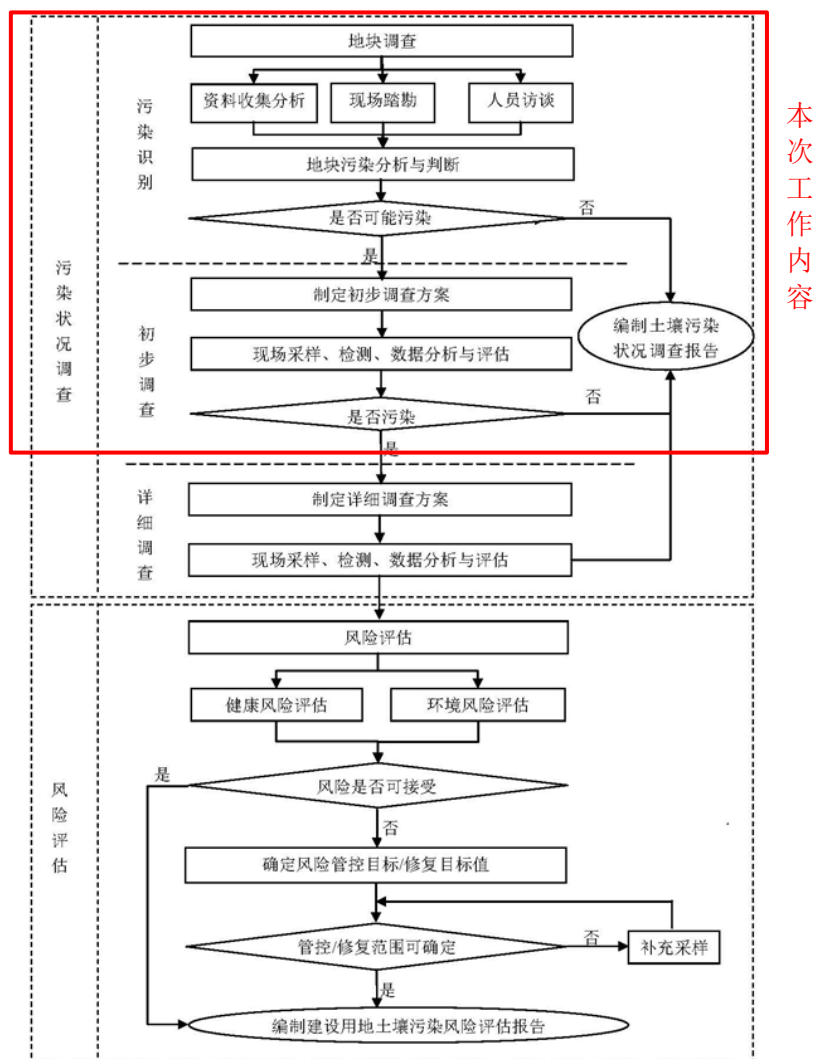 地块调查
资料收集分析
现场踏勘
人员访谈
污染识别
地块污染分析与判断
是否可能污染
否
是
污染状况调查
制定初步调查方案
编制土壤污染
状况调查报告
初步调查
现场采样、检测、数据分析与评估
是否污染
否
是
详细调查
制定详细调查方案
现场采样、检测、数据分析与评估
本次工作内容
风险评估
风险评估
健康风险评估
环境风险评估
是
风险是否可接受
否
确定风险管控目标/修复目标值
管控/修复范围可确定
否
补充采样
是
编制建设用地土壤污染风险评估报告